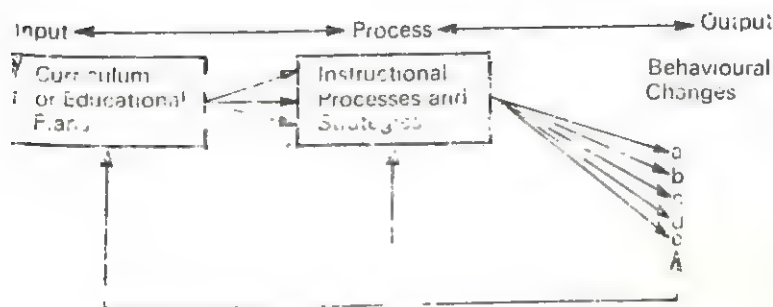 Input Process Output
Curriculum
or Educational
Plans
Instructional
Processes and
Strategies
Behavioural
Changes
a
b
c
d
e